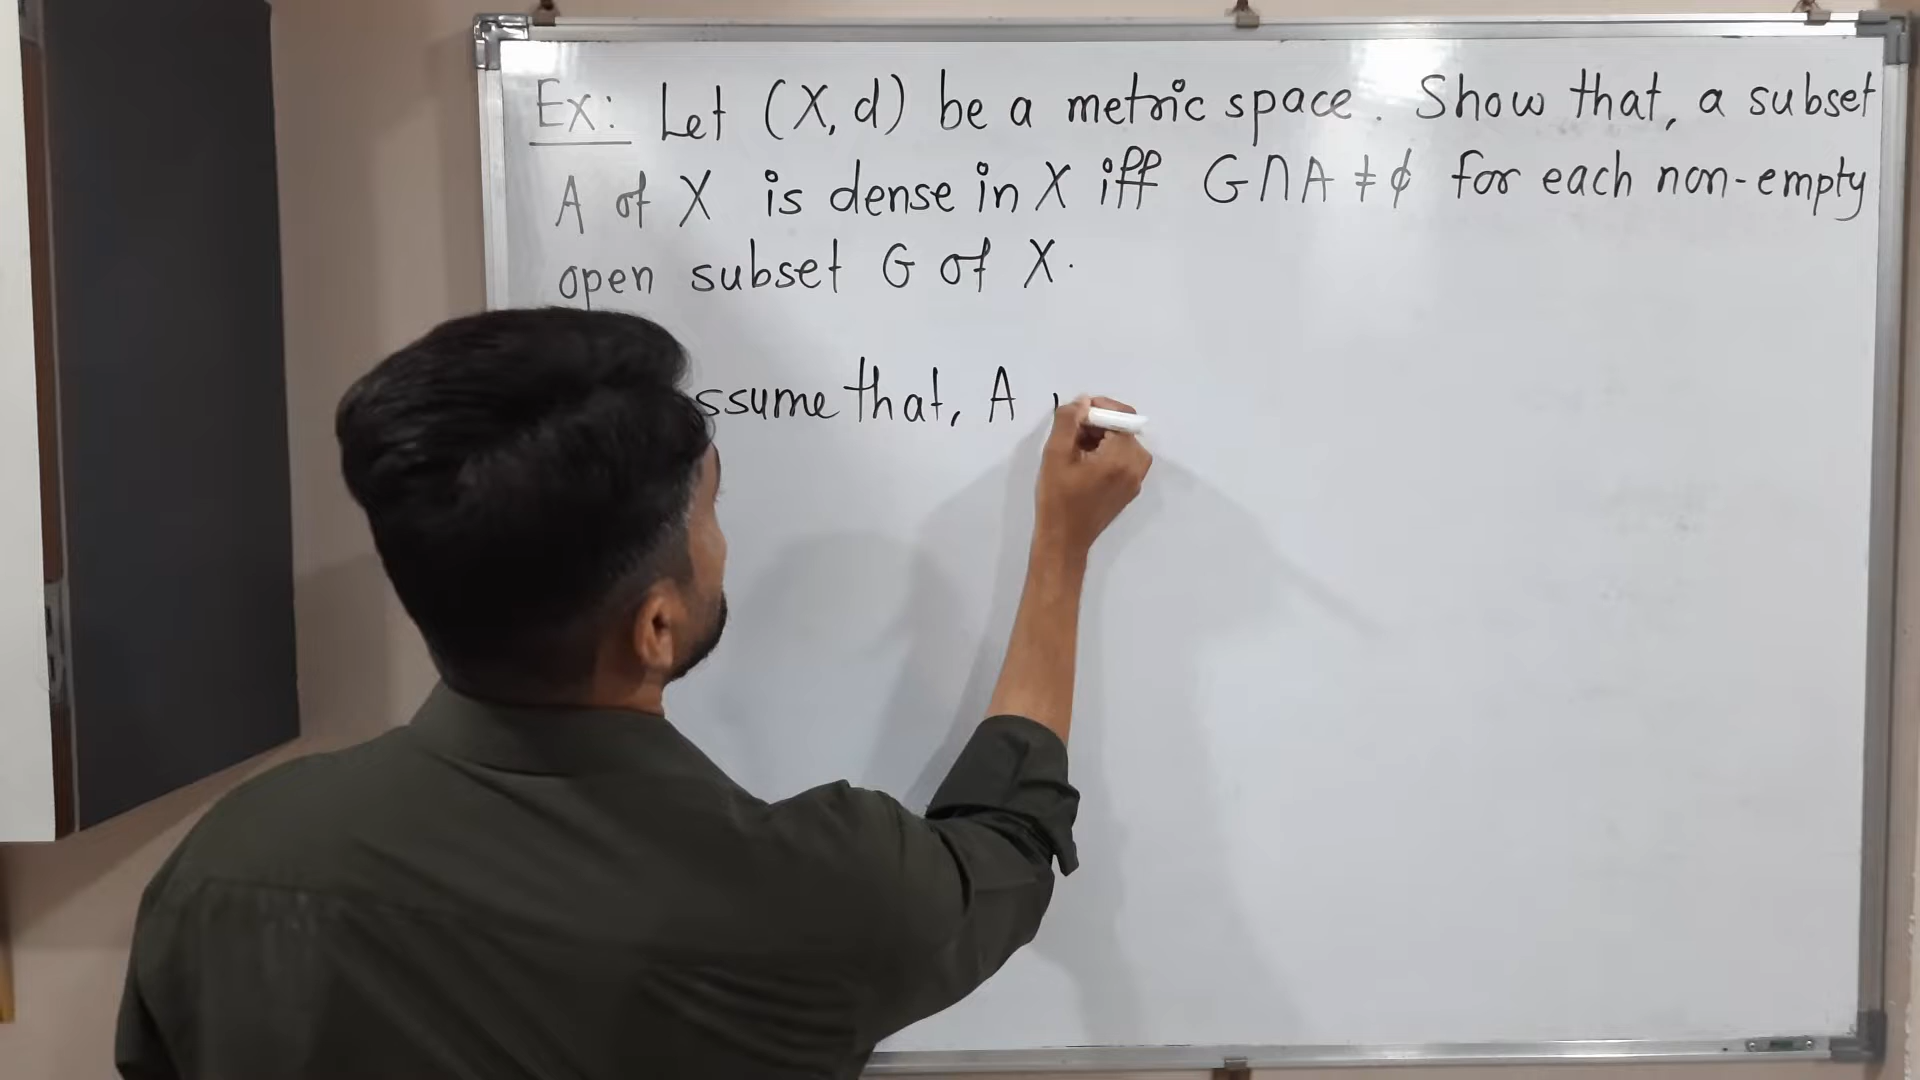 Ex: Let (X, d) be a metric space. Show that, a subset
A of X is dense in X iff G∩A ≠ ϕ for each non-empty
open subset G of X.
ssume that, A